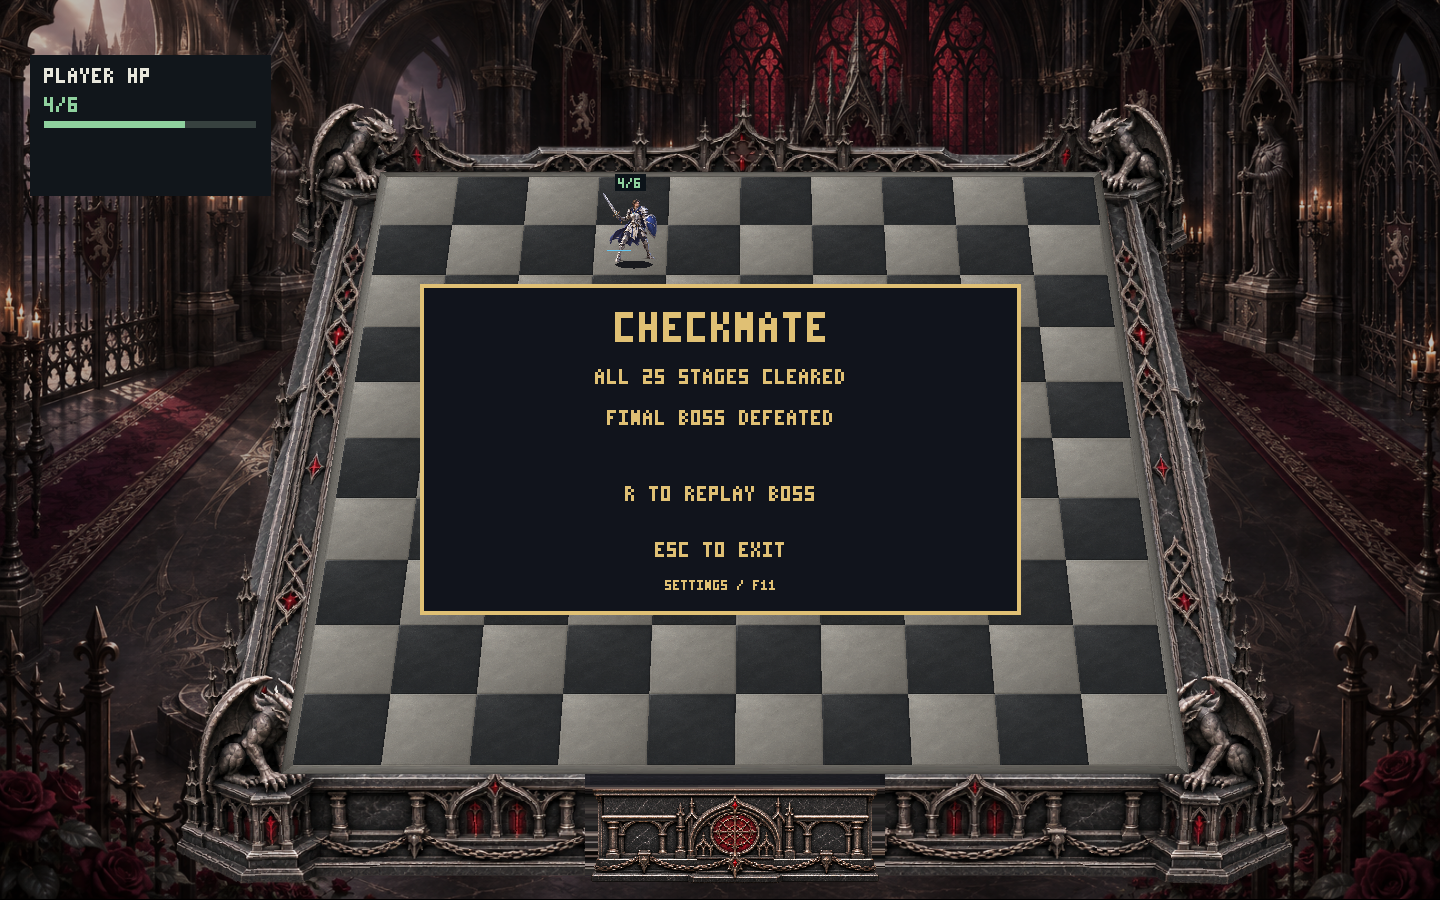 PLAYER HP
4/6
4/6
CHECKMATE
ALL 25 STAGES CLEARED
FINAL BOSS DEFEATED
R TO REPLAY BOSS
ESC TO EXIT
SETTINGS / F11